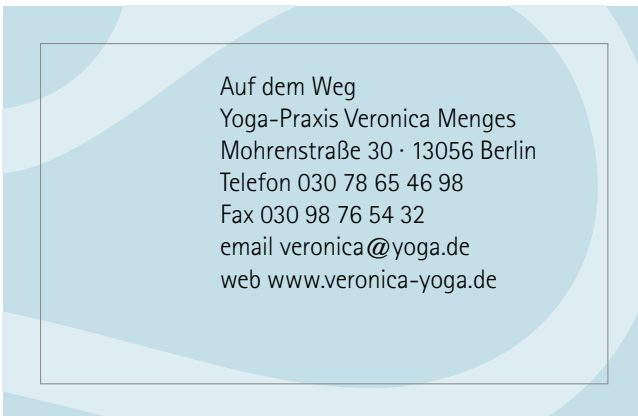 Auf dem Weg
Yoga-Praxis Veronica Menges
Mohrenstraße 30 · 13056 Berlin
Telefon 030 78 65 46 98
Fax 030 98 76 54 32
email veronica@yoga.de
web www.veronica-yoga.de